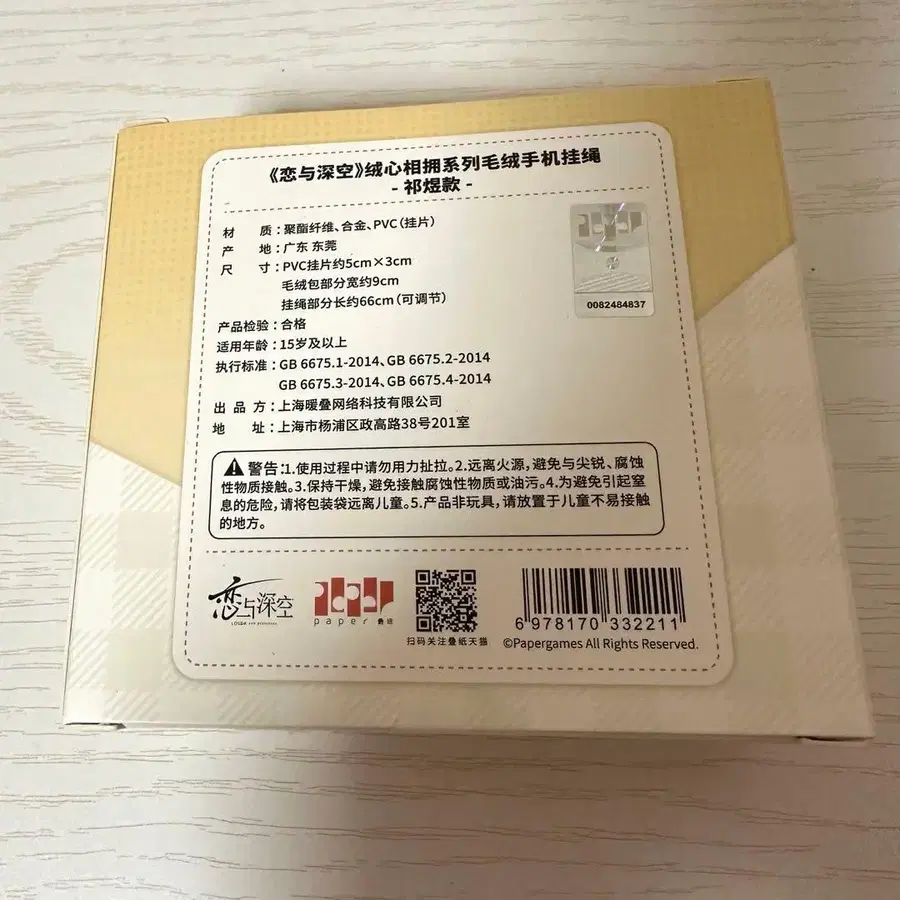 《恋与深空》绒心相拥系列毛绒手机挂绳
- 祁煜款 -
材 质：聚酯纤维、合金、PVC（挂片）
产 地：广东 东莞
尺 寸：PVC挂片约5cm×3cm
毛绒包部分宽约9cm
挂绳部分长约66cm（可调节）
产品检验：合格
适用年龄：15岁及以上
执行标准：GB 6675.1-2014、GB 6675.2-2014
GB 6675.3-2014、GB 6675.4-2014
出 品 方：上海暖叠网络科技有限公司
地 址：上海市杨浦区政高路38号201室
0082484837
警告：1.使用过程中请勿用力扯拉。2.远离火源，避免与尖锐、腐蚀
性物质接触。3.保持干燥，避免接触腐蚀性物质或油污。4.为避免引起窒
息的危险，请将包装袋远离儿童。5.产品非玩具，请放置于儿童不易接触
的地方。
恋与深空
paper
paper 叠纸
扫码关注叠纸天猫
6 978170 332211
©Papergames All Rights Reserved.